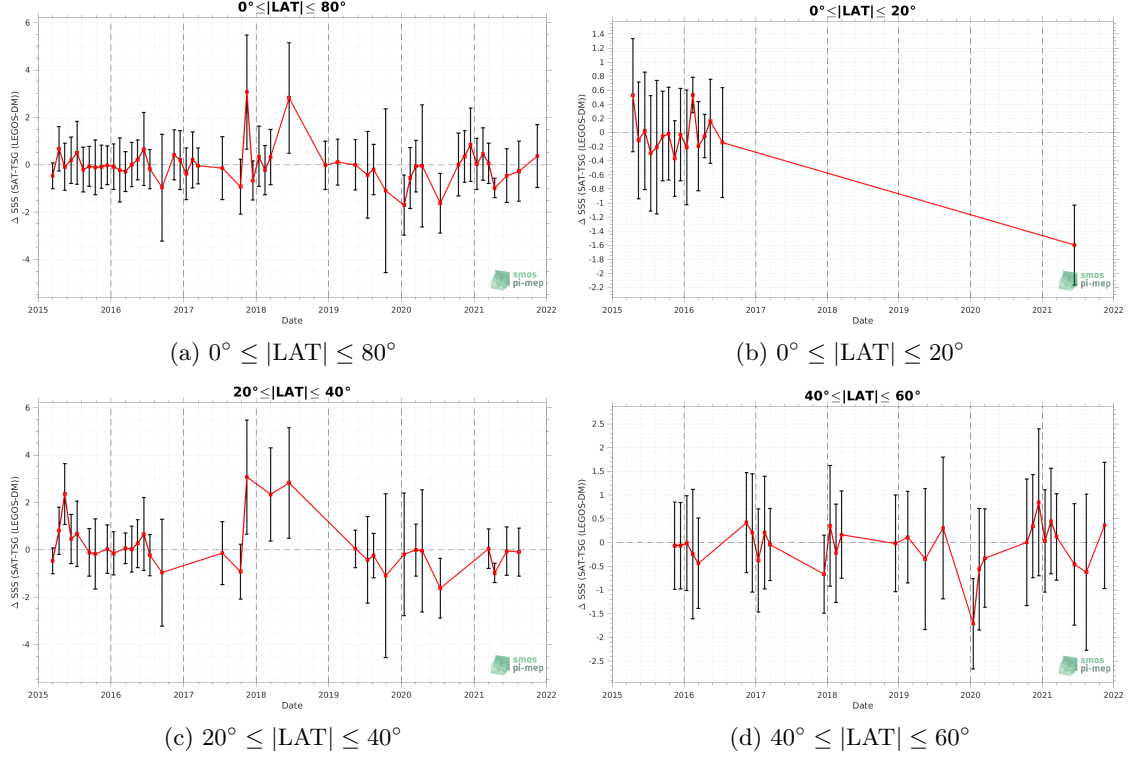 0°≤|LAT|≤ 80°
Δ SSS (SAT-TSG (LEGOS-DM))
6
4
2
0
-2
-4
2015 2016 2017 2018 2019 2020 2021 2022
Date
smos
pi-mep
(a) 0° ≤ |LAT| ≤ 80°
0°≤|LAT|≤ 20°
Δ SSS (SAT-TSG (LEGOS-DM))
1.4
1.2
1
0.8
0.6
0.4
0.2
0
-0.2
-0.4
-0.6
-0.8
-1
-1.2
-1.4
-1.6
-1.8
-2
-2.2
2015 2016 2017 2018 2019 2020 2021 2022
Date
smos
pi-mep
(b) 0° ≤ |LAT| ≤ 20°
20°≤|LAT|≤ 40°
Δ SSS (SAT-TSG (LEGOS-DM))
6
4
2
0
-2
-4
2015 2016 2017 2018 2019 2020 2021 2022
Date
smos
pi-mep
(c) 20° ≤ |LAT| ≤ 40°
40°≤|LAT|≤ 60°
Δ SSS (SAT-TSG (LEGOS-DM))
2.5
2
1.5
1
0.5
0
-0.5
-1
-1.5
-2
-2.5
2015 2016 2017 2018 2019 2020 2021 2022
Date
smos
pi-mep
(d) 40° ≤ |LAT| ≤ 60°